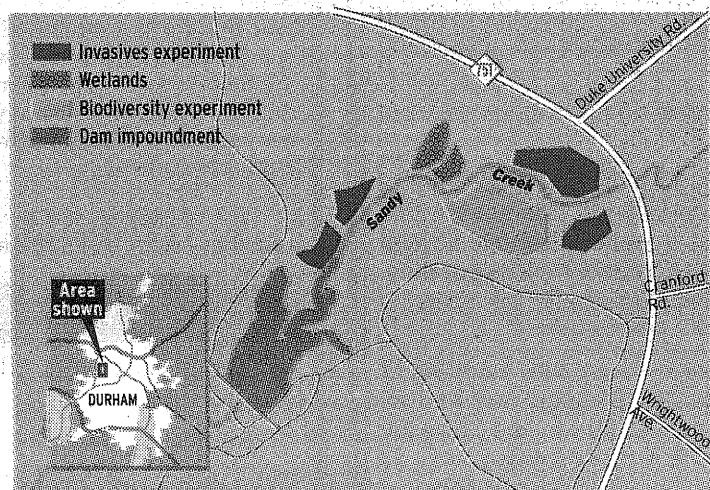 Invasives experiment
Wetlands
Biodiversity experiment
Dam impoundment
751
Duke University Rd.
Creek
Sandy
Cranford
Rd.
Wrightwood
Ave.
Area
shown
DURHAM